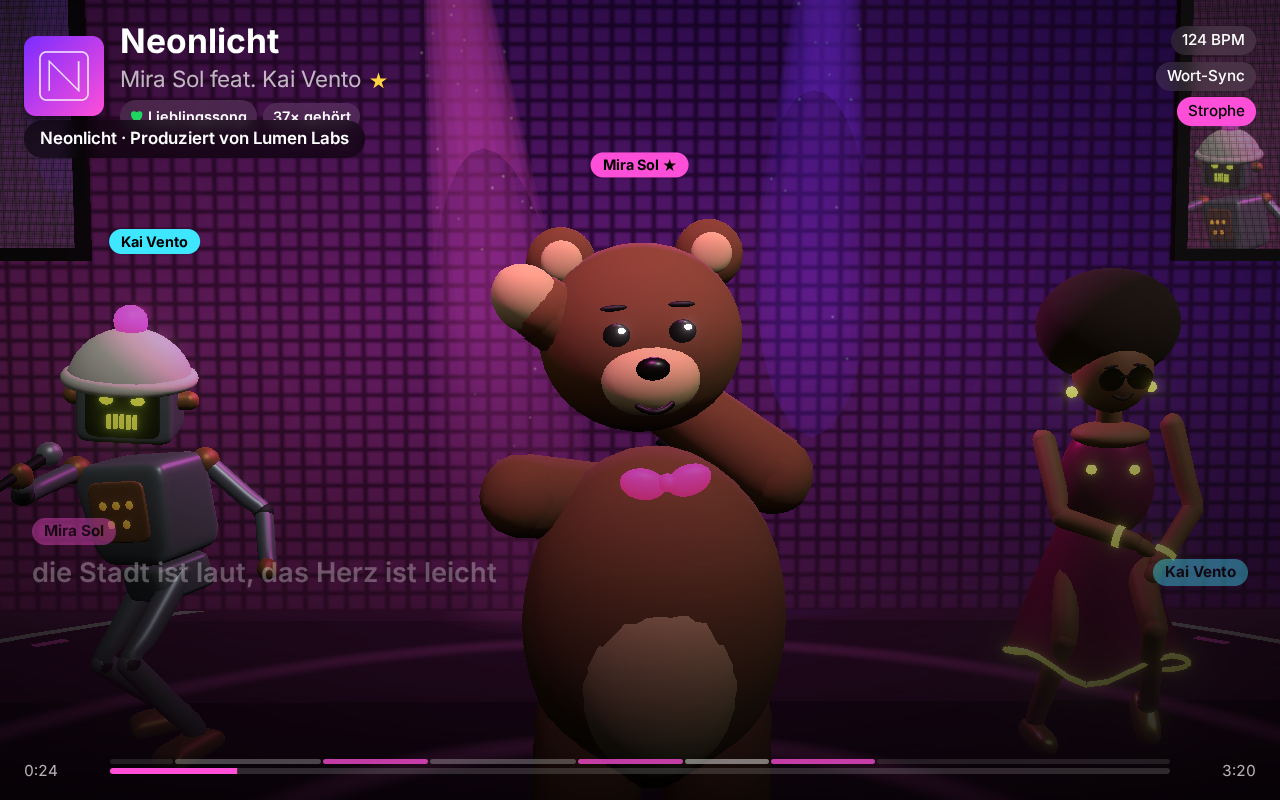 Neonlicht
Mira Sol feat. Kai Vento ★
Lieblingssong 37× gehört
Neonlicht · Produziert von Lumen Labs
124 BPM
Wort-Sync
Strophe
Mira Sol ★
Kai Vento
Mira Sol
die Stadt ist laut, das Herz ist leicht
Kai Vento
0:24
3:20